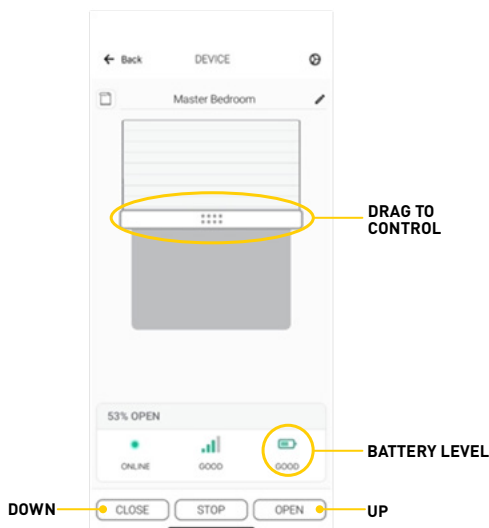 Back DEVICE
Master Bedroom
DRAG TO
CONTROL
53% OPEN
ONLINE GOOD GOOD
BATTERY LEVEL
DOWN CLOSE STOP OPEN UP